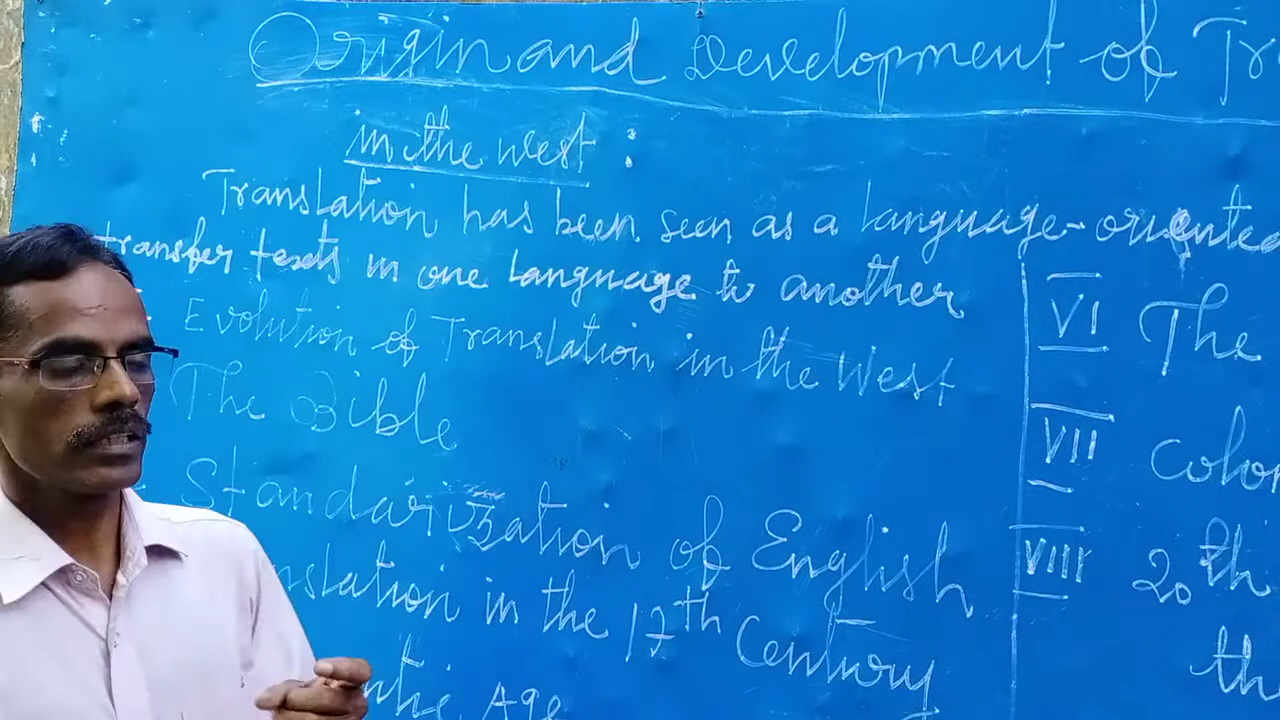 Origin and Development of Tr
in the west :
Translation has been seen as a language-oriented
transfer texts in one language to another
Evolution of Translation in the West
The Bible
Standarization of English
nslation in the 17th Century
ntic Age
VI The
VII Colon
VIII 20th
th